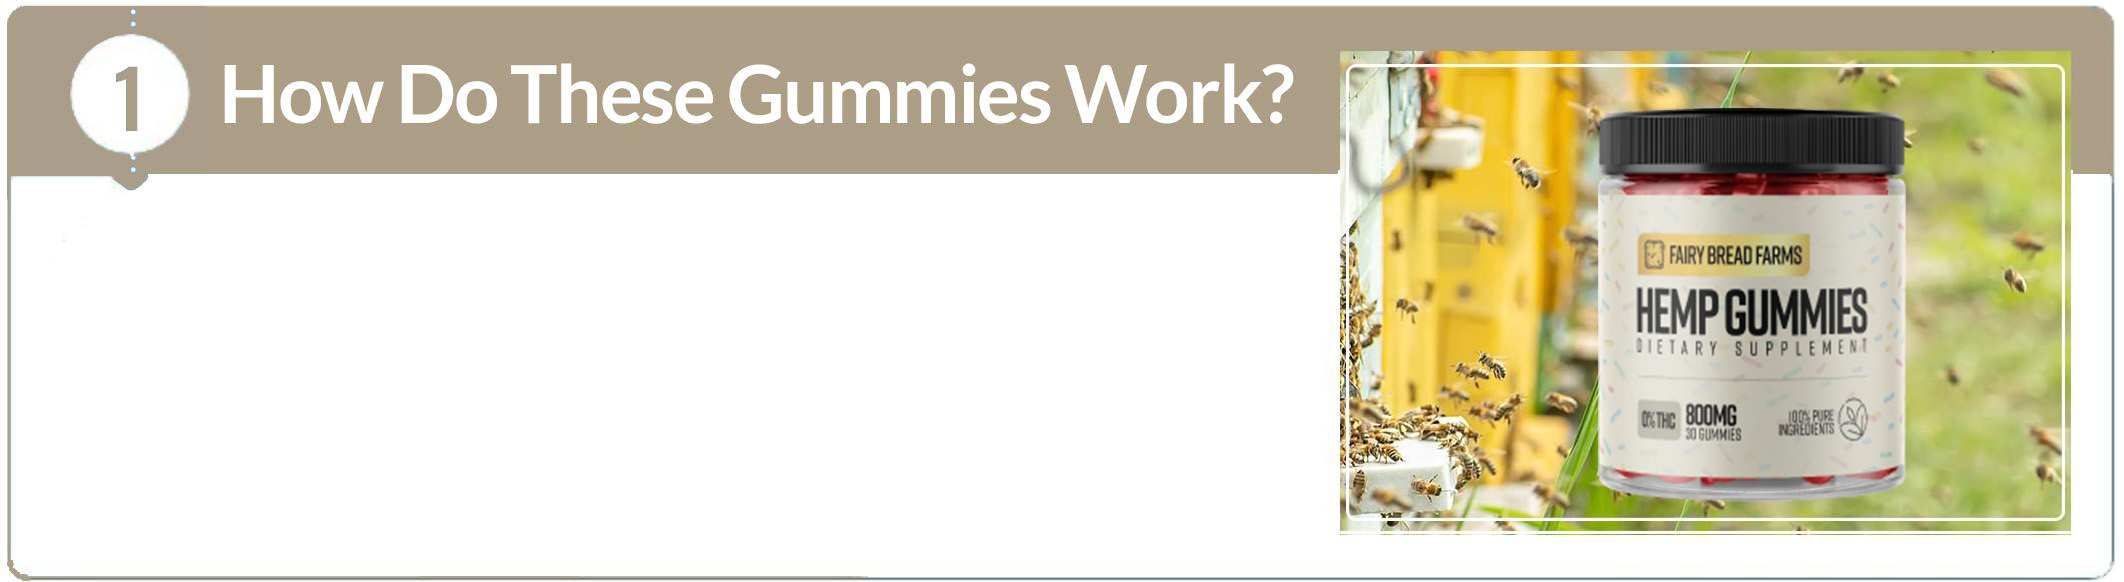 1
How Do These Gummies Work?
FAIRY BREAD FARMS
HEMP GUMMIES
DIETARY SUPPLEMENT
0% THC
800MG
30 GUMMIES
100% PURE
INGREDIENTS